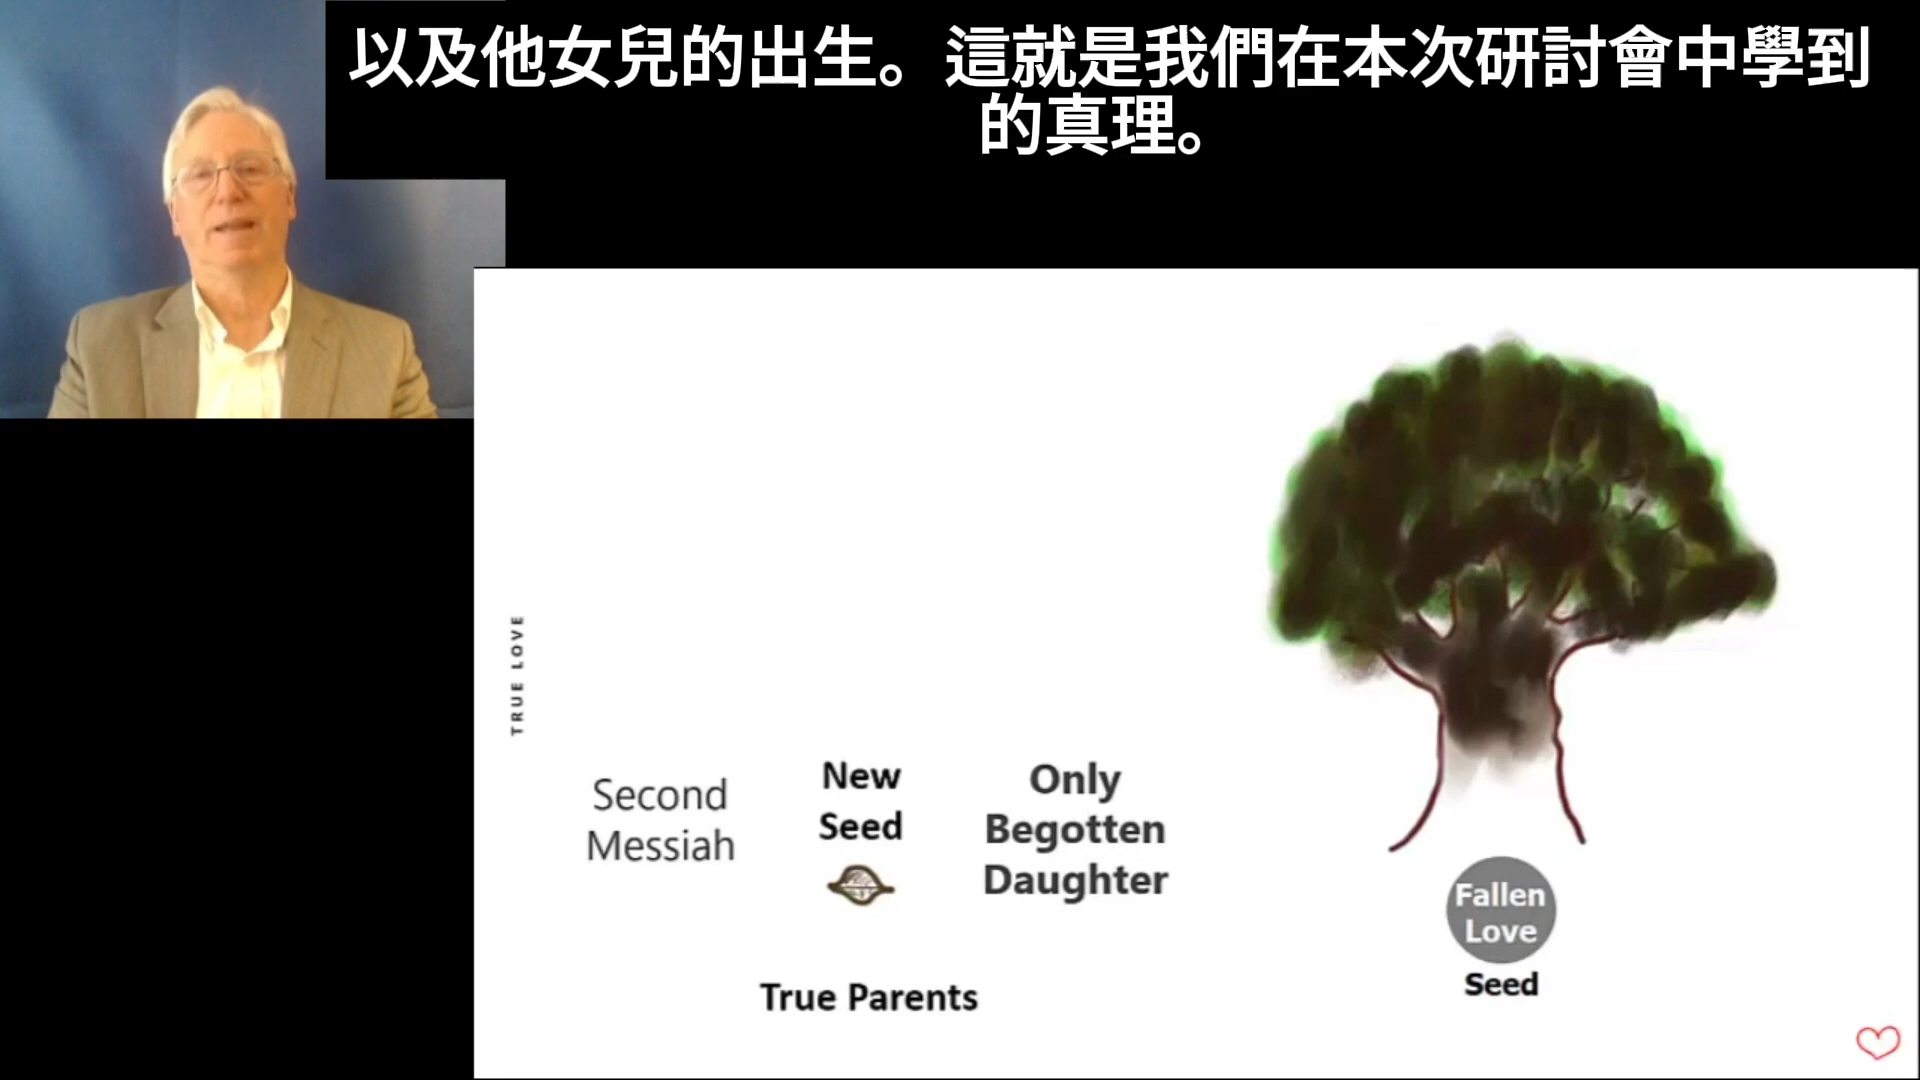 以及他女兒的出生。這就是我們在本次研討會中學到
的真理。
TRUE LOVE
Second
Messiah
New
Seed
Only
Begotten
Daughter
True Parents
Fallen
Love
Seed